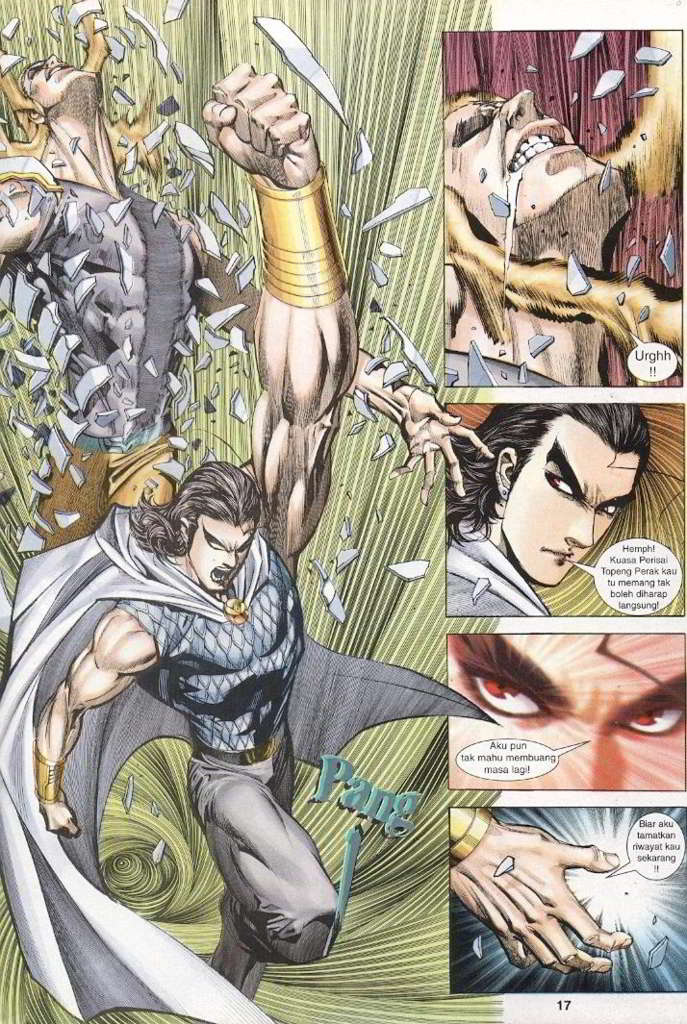 Urghh
!!
Hemph!
Kuasa Perisai
Topeng Perak kau
tu memang tak
boleh diharap
langsung!
Aku pun
tak mahu membuang
masa lagi!
Pang
!
Biar aku
tamatkan
riwayat kau
sekarang
!!
17